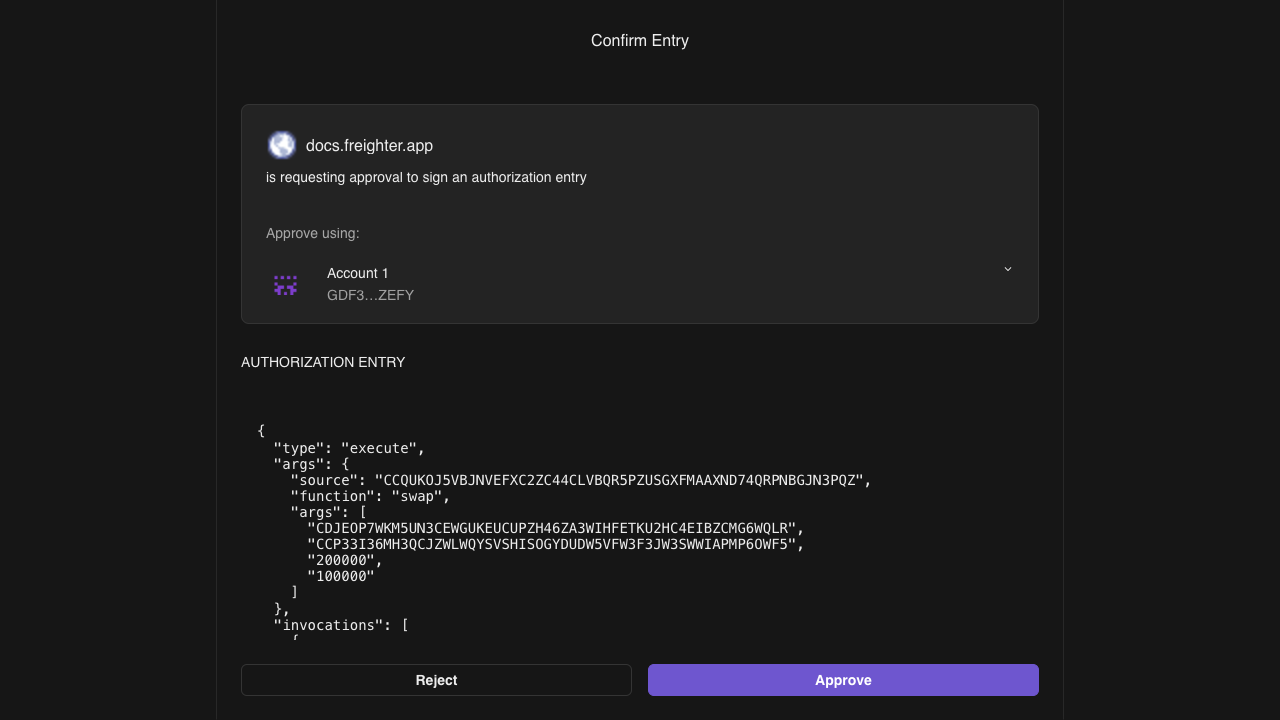 Confirm Entry
docs.freighter.app
is requesting approval to sign an authorization entry
Approve using:
Account 1
GDF3…ZEFY
AUTHORIZATION ENTRY
{
"type": "execute",
"args": {
"source": "CCQUKOJ5VBJNVEFXC2ZC44CLVBQR5PZUSGXFMAAXND74QRPNBGJN3PQZ",
"function": "swap",
"args": [
"CDJEOP7WKM5UN3CEWGUKEUCUPZH46ZA3WIHFETKU2HC4EIBZCMG6WQLR",
"CCP33I36MH3QCJZWLWQYSVSHISOGYDUDW5VFW3F3JW3SWWIAPMP6OWF5",
"200000",
"100000"
]
},
"invocations": [
{
Reject
Approve